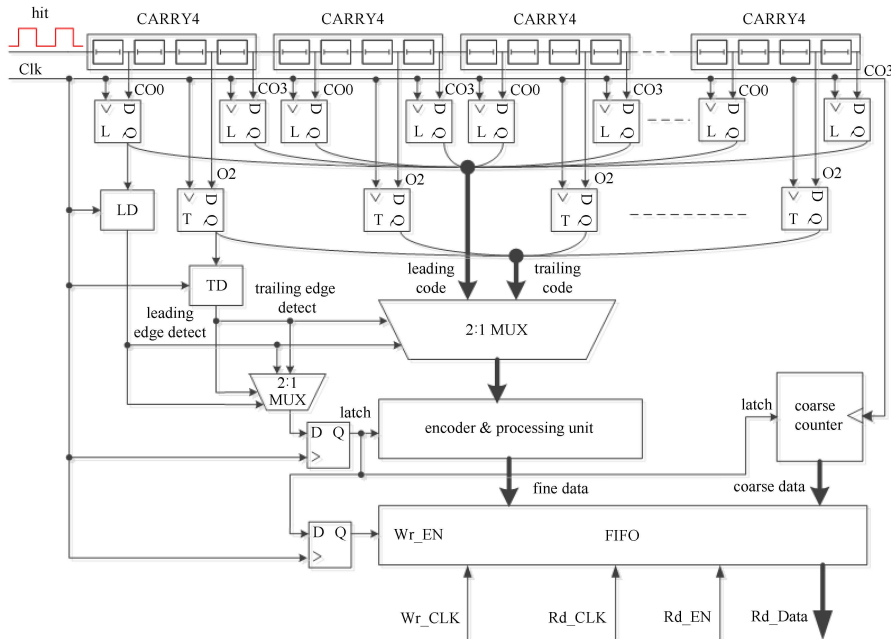 hit
CARRY4 CARRY4 CARRY4 CARRY4
Clk
CO0 CO3 CO0 CO3 CO0 CO3 CO0 CO3
D D D D D D D D
L Q L Q L Q L Q L Q L Q L Q L Q
O2 O2 O2 O2
LD
D D D D
T Q T Q T Q T Q
TD
leading code
trailing code
trailing edge detect
leading edge detect
2:1 MUX
2:1 MUX
latch
D Q
encoder & processing unit
latch
coarse counter
fine data
coarse data
D Q
Wr_EN
FIFO
Wr_CLK
Rd_CLK
Rd_EN
Rd_Data